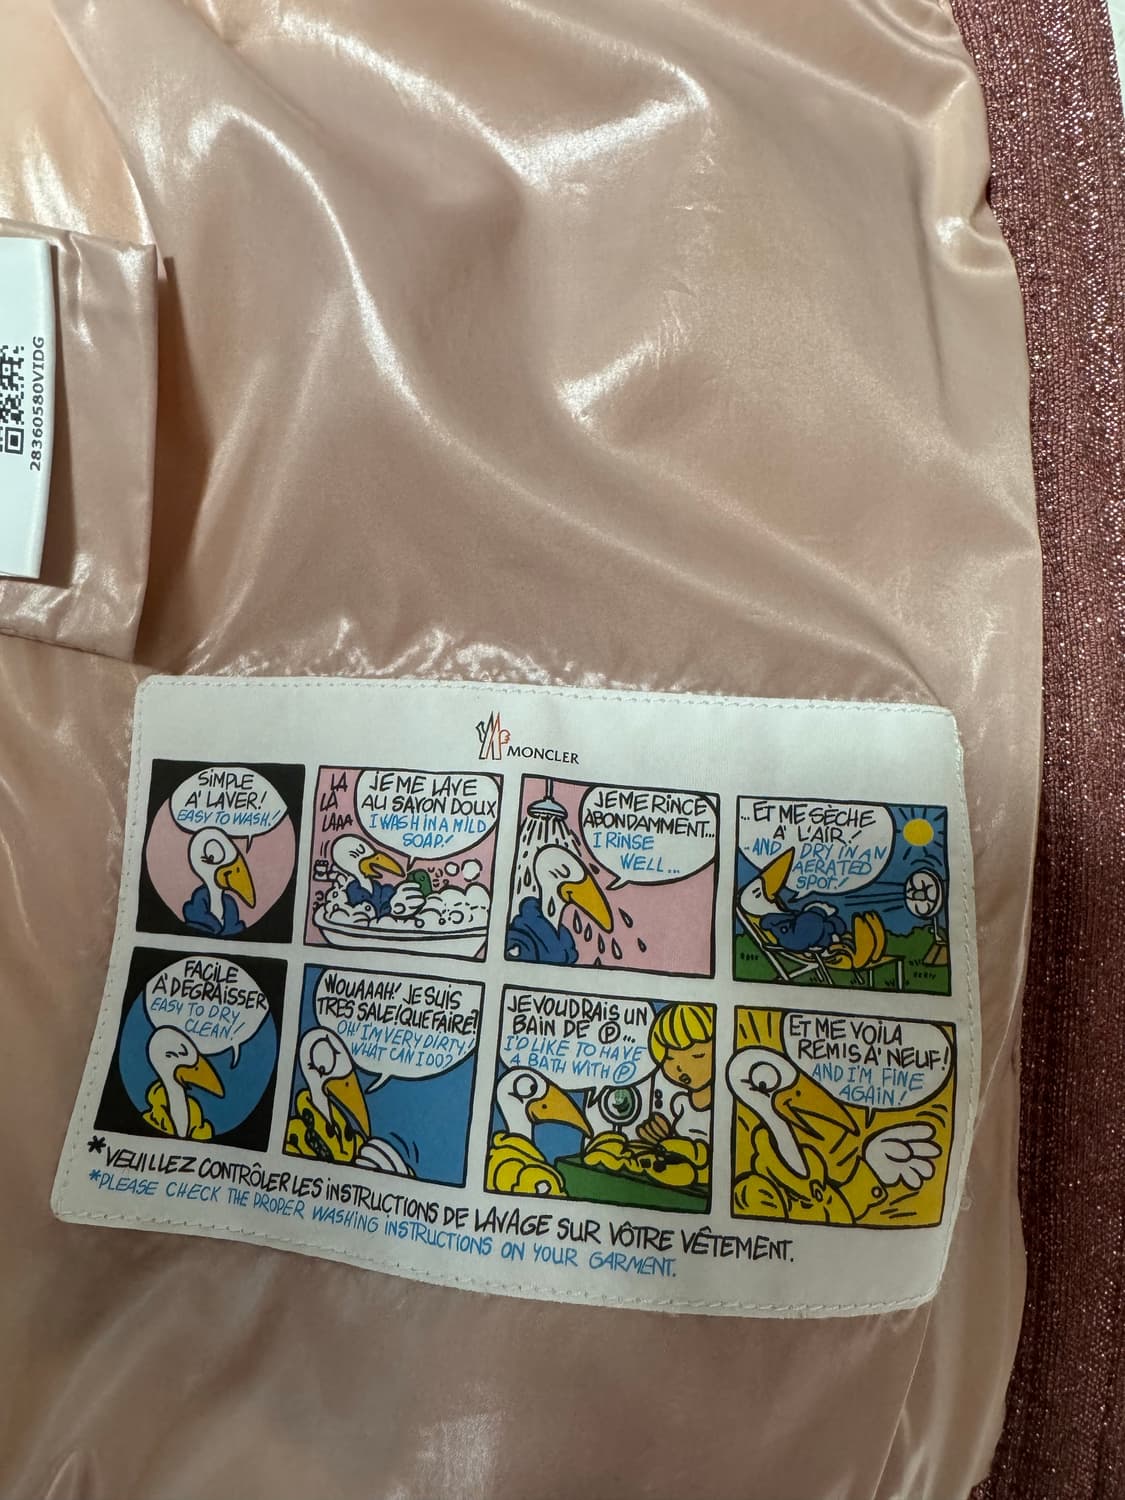 28360580VIDG
MONCLER
SIMPLE
A' LAVER!
EASY TO WASH!
LA
LÀ
LAAA
JE ME LAVE
AU SAVON DOUX
I WASH IN A MILD
SOAP!
JE ME RINCE
ABONDAMMENT...
I RINSE
WELL...
...ET ME SÈCHE
A' L'AIR!
..AND DRY IN AN
AERATED
SPOT!
FACILE
A' DEGRAISSER
EASY TO DRY
CLEAN!
WOUAAAH! JE SUIS
TRES SALE! QUE FAIRE?
OH! I'M VERY DIRTY!
WHAT CAN I DO?
JE VOUDRAIS UN
BAIN DE Ⓟ...
I'D LIKE TO HAVE
A BATH WITH Ⓟ
ET ME VOILA
REMIS A' NEUF!
AND I'M FINE
AGAIN!
*VEUILLEZ CONTRÔLER LES INSTRUCTIONS DE LAVAGE SUR VÔTRE VÊTEMENT.
*PLEASE CHECK THE PROPER WASHING INSTRUCTIONS ON YOUR GARMENT.